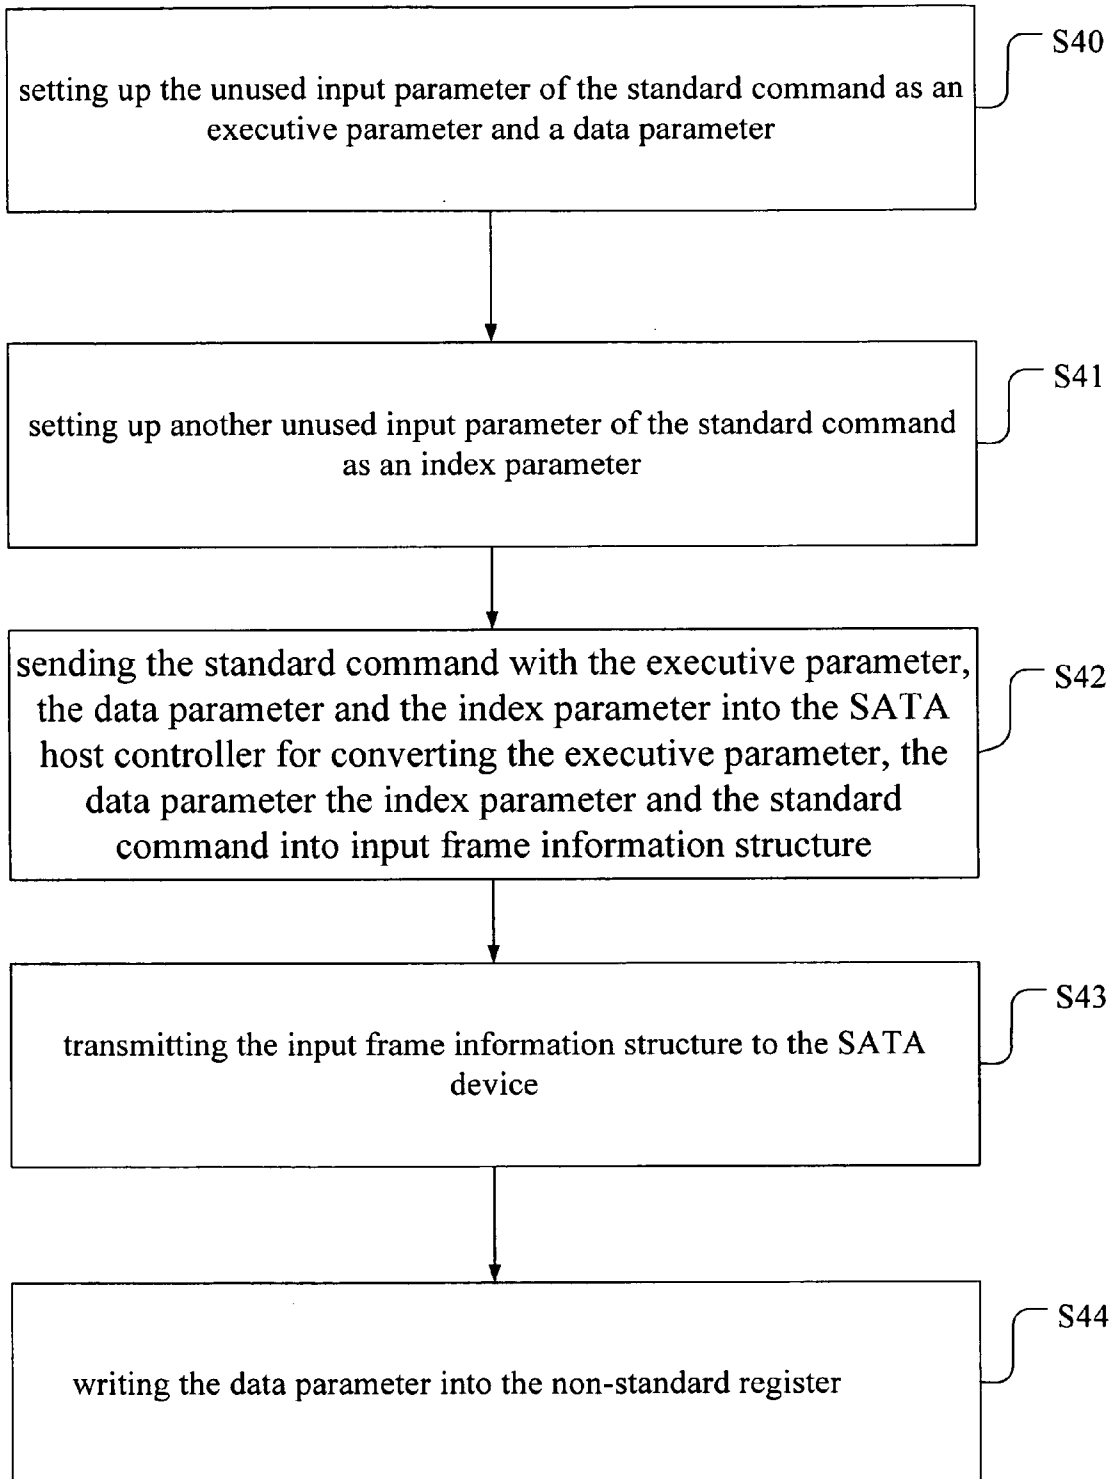 S40
setting up the unused input parameter of the standard command as an
executive parameter and a data parameter
S41
setting up another unused input parameter of the standard command
as an index parameter
S42
sending the standard command with the executive parameter,
the data parameter and the index parameter into the SATA
host controller for converting the executive parameter, the
data parameter the index parameter and the standard
command into input frame information structure
S43
transmitting the input frame information structure to the SATA
device
S44
writing the data parameter into the non-standard register